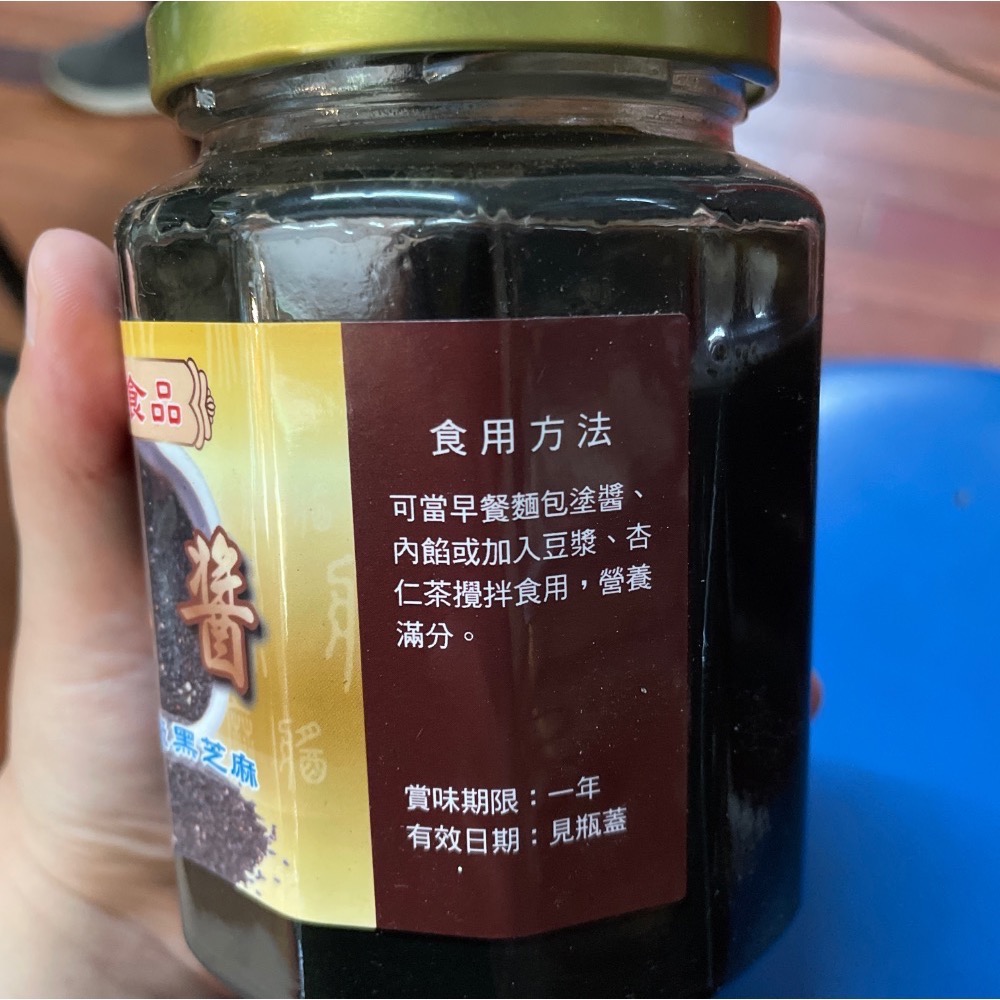 食品
醬
黑芝麻
食用方法
可當早餐麵包塗醬、
內餡或加入豆漿、杏
仁茶攪拌食用，營養
滿分。
賞味期限：一年
有效日期：見瓶蓋